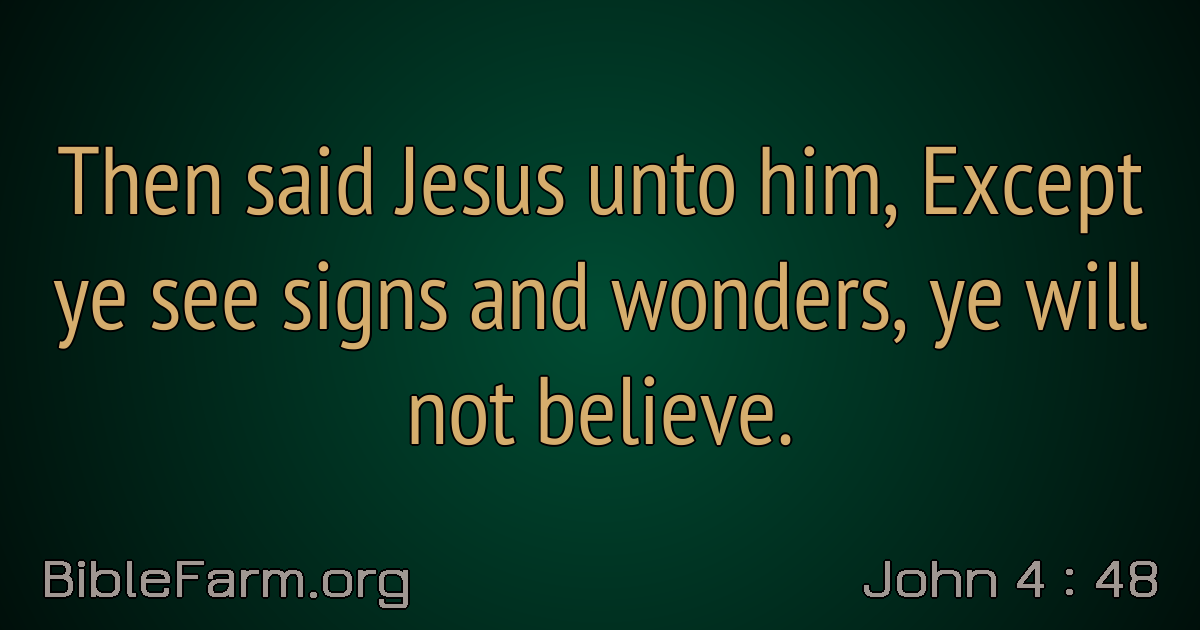 Then said Jesus unto him, Except
ye see signs and wonders, ye will
not believe.
BibleFarm.org
John 4 : 48